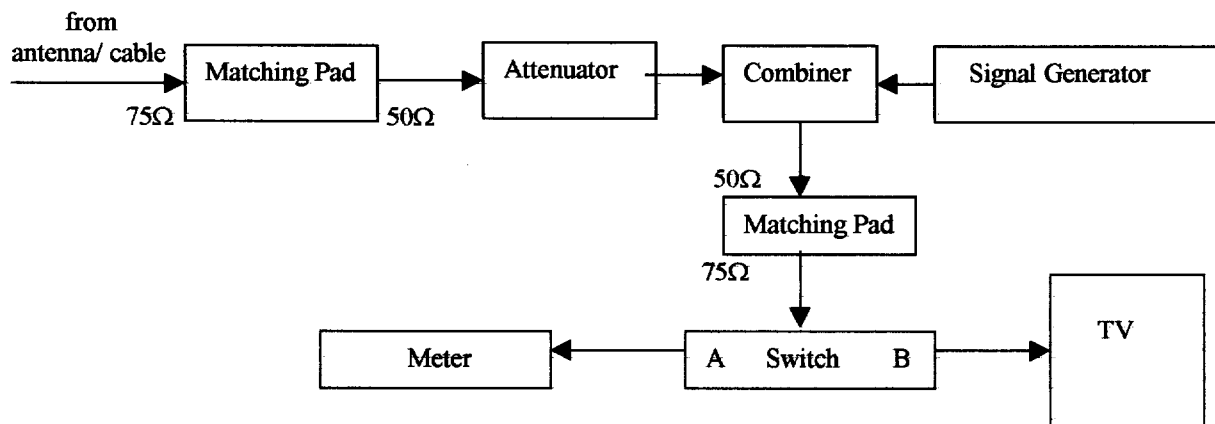 from
antenna/ cable
Matching Pad
Attenuator
Combiner
Signal Generator
75Ω
50Ω
50Ω
Matching Pad
75Ω
Meter
A Switch B
TV